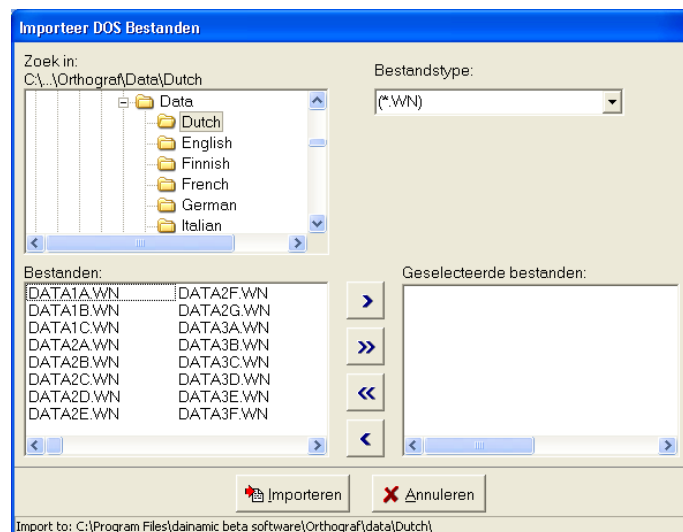 Importeer DOS Bestanden
Zoek in:
C:\...\Orthograf\Data\Dutch
Bestandstype:
(*.WN)
Data
Dutch
English
Finnish
French
German
Italian
Bestanden:
Geselecteerde bestanden:
DATA1A.WN DATA2F.WN
DATA1B.WN DATA2G.WN
DATA1C.WN DATA3A.WN
DATA2A.WN DATA3B.WN
DATA2B.WN DATA3C.WN
DATA2C.WN DATA3D.WN
DATA2D.WN DATA3E.WN
DATA2E.WN DATA3F.WN
Importeren Annuleren
Import to: C:\Program Files\dainamic beta software\Orthograf\data\Dutch\